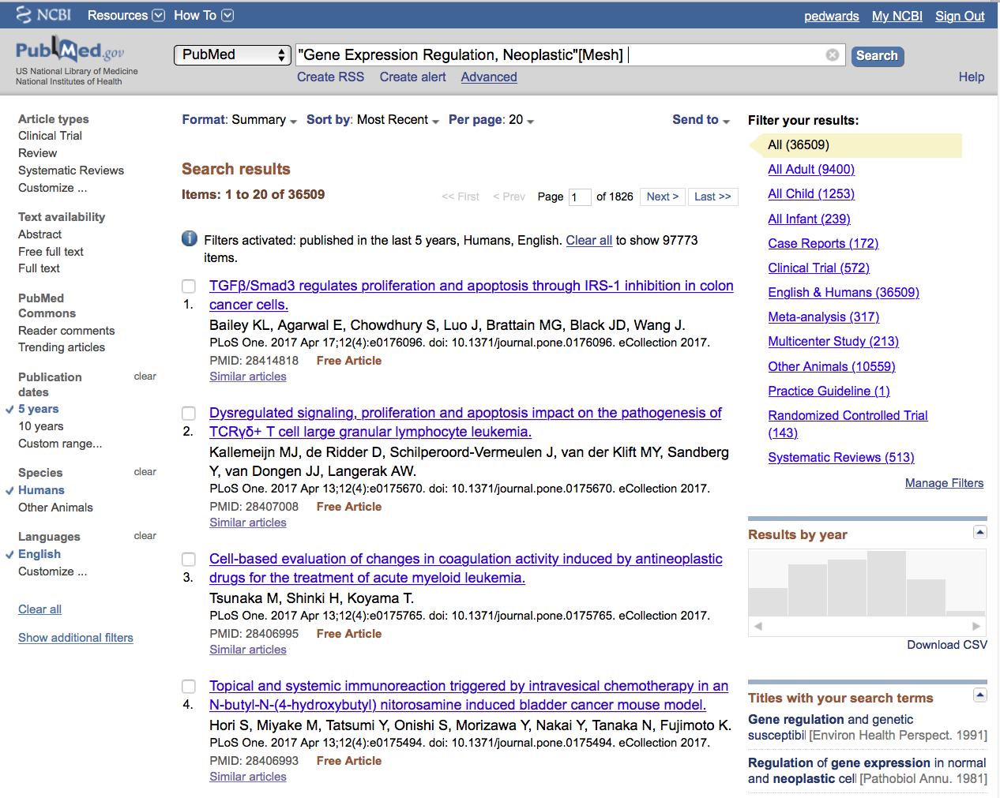 NCBI Resources How To pedwards My NCBI Sign Out
PubMed.gov
US National Library of Medicine
National Institutes of Health
PubMed "Gene Expression Regulation, Neoplastic"[Mesh] Search
Create RSS Create alert Advanced Help
Article types
Clinical Trial
Review
Systematic Reviews
Customize ...
Text availability
Abstract
Free full text
Full text
PubMed
Commons
Reader comments
Trending articles
Publication clear
dates
5 years
10 years
Custom range...
Species clear
Humans
Other Animals
Languages clear
English
Customize ...
Clear all
Show additional filters
Format: Summary Sort by: Most Recent Per page: 20 Send to
Search results
Items: 1 to 20 of 36509
<< First < Prev Page 1 of 1826 Next > Last >>
Filters activated: published in the last 5 years, Humans, English. Clear all to show 97773
items.
TGFβ/Smad3 regulates proliferation and apoptosis through IRS-1 inhibition in colon
1. cancer cells.
Bailey KL, Agarwal E, Chowdhury S, Luo J, Brattain MG, Black JD, Wang J.
PLoS One. 2017 Apr 17;12(4):e0176096. doi: 10.1371/journal.pone.0176096. eCollection 2017.
PMID: 28414818 Free Article
Similar articles
Dysregulated signaling, proliferation and apoptosis impact on the pathogenesis of
2. TCRγδ+ T cell large granular lymphocyte leukemia.
Kallemeijn MJ, de Ridder D, Schilperoord-Vermeulen J, van der Klift MY, Sandberg
Y, van Dongen JJ, Langerak AW.
PLoS One. 2017 Apr 13;12(4):e0175670. doi: 10.1371/journal.pone.0175670. eCollection 2017.
PMID: 28407008 Free Article
Similar articles
Cell-based evaluation of changes in coagulation activity induced by antineoplastic
3. drugs for the treatment of acute myeloid leukemia.
Tsunaka M, Shinki H, Koyama T.
PLoS One. 2017 Apr 13;12(4):e0175765. doi: 10.1371/journal.pone.0175765. eCollection 2017.
PMID: 28406995 Free Article
Similar articles
Topical and systemic immunoreaction triggered by intravesical chemotherapy in an
4. N-butyl-N-(4-hydroxybutyl) nitorosamine induced bladder cancer mouse model.
Hori S, Miyake M, Tatsumi Y, Onishi S, Morizawa Y, Nakai Y, Tanaka N, Fujimoto K.
PLoS One. 2017 Apr 13;12(4):e0175494. doi: 10.1371/journal.pone.0175494. eCollection 2017.
PMID: 28406993 Free Article
Similar articles
Filter your results:
All (36509)
All Adult (9400)
All Child (1253)
All Infant (239)
Case Reports (172)
Clinical Trial (572)
English & Humans (36509)
Meta-analysis (317)
Multicenter Study (213)
Other Animals (10559)
Practice Guideline (1)
Randomized Controlled Trial
(143)
Systematic Reviews (513)
Manage Filters
Results by year
Download CSV
Titles with your search terms
Gene regulation and genetic
susceptibil [Environ Health Perspect. 1991]
Regulation of gene expression in normal
and neoplastic cell [Pathobiol Annu. 1981]